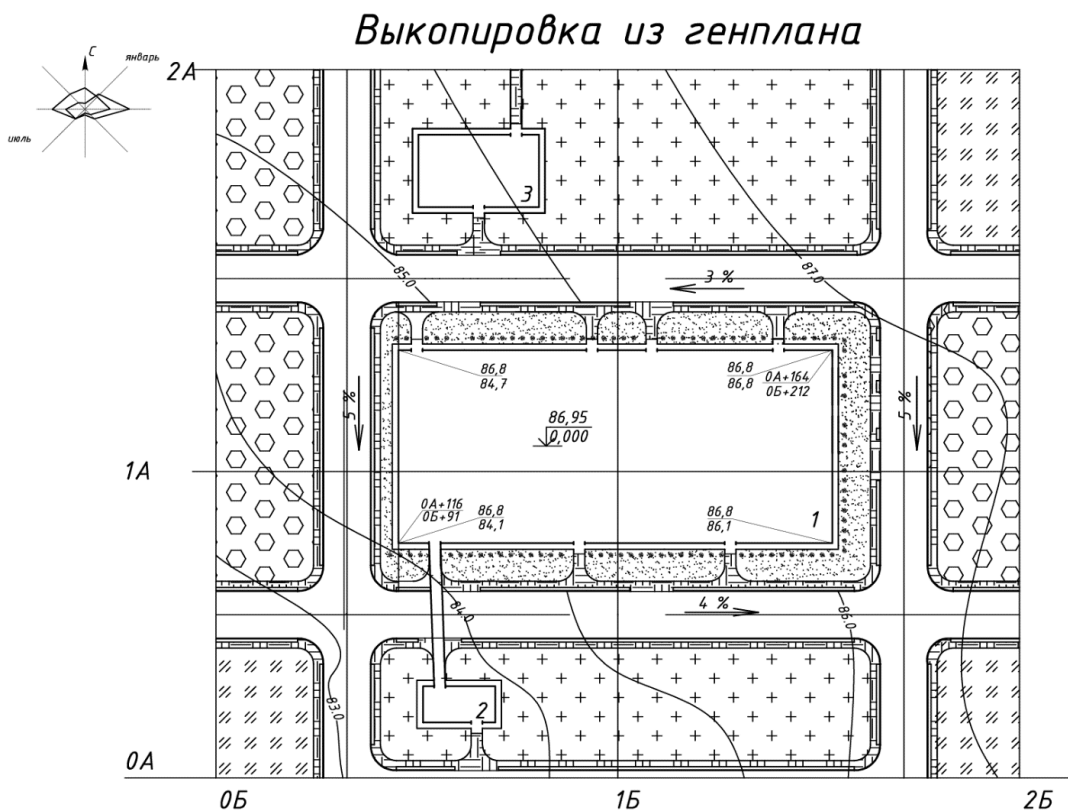 Выкопировка из генплана
С
январь
июль
2А
3
85.0
87.0
3 %
86,8
84,7
86,8
86,8
0А+164
0Б+212
5 %
5 %
86,95
0,000
1А
0А+116
0Б+91
86,8
84,1
86,8
86,1
1
84.0
4 %
86.0
83.0
2
0А
0Б
1Б
2Б